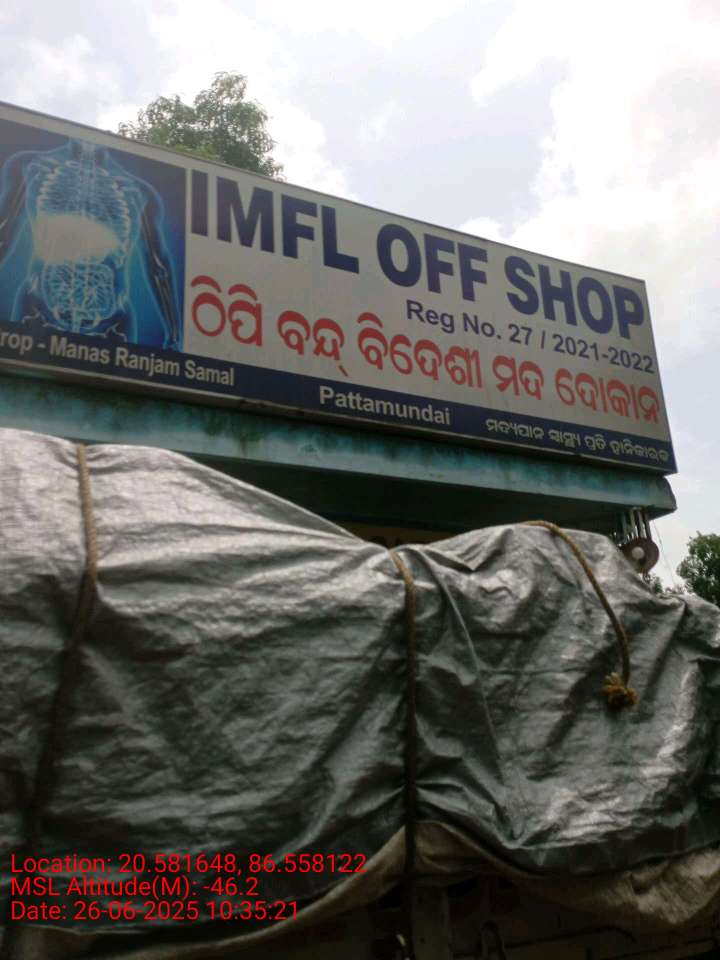 IMFL OFF SHOP
Reg No. 27 / 2021-2022
ଠିପି ବନ୍ଦ୍ ବିଦେଶୀ ମଦ ଦୋକାନ
rop - Manas Ranjam Samal
Pattamundai
ମଦ୍ୟପାନ ସ୍ୱାସ୍ଥ୍ୟ ପ୍ରତି ହାନିକାରକ
Location: 20.581648, 86.558122
MSL Altitude(M): -46.2
Date: 26-06-2025 10:35:21